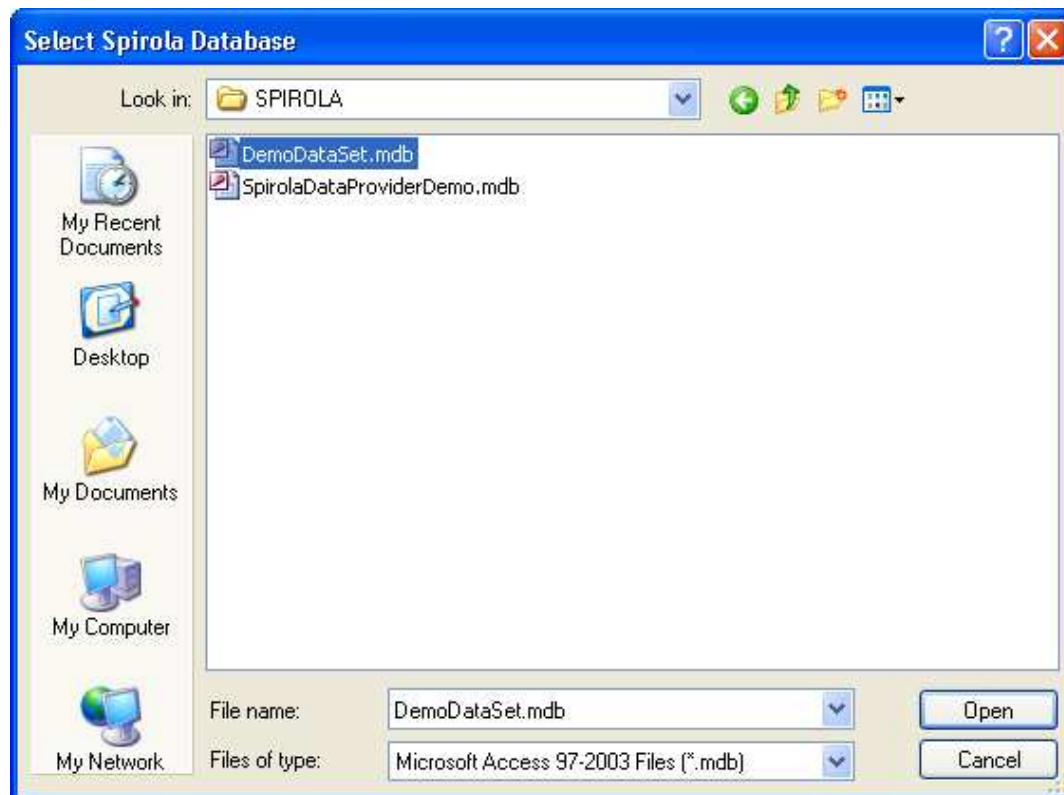 Select Spirola Database
Look in: SPIROLA
DemoDataSet.mdb
SpirolaDataProviderDemo.mdb
My Recent
Documents
Desktop
My Documents
My Computer
My Network
File name: DemoDataSet.mdb Open
Files of type: Microsoft Access 97-2003 Files (*.mdb) Cancel